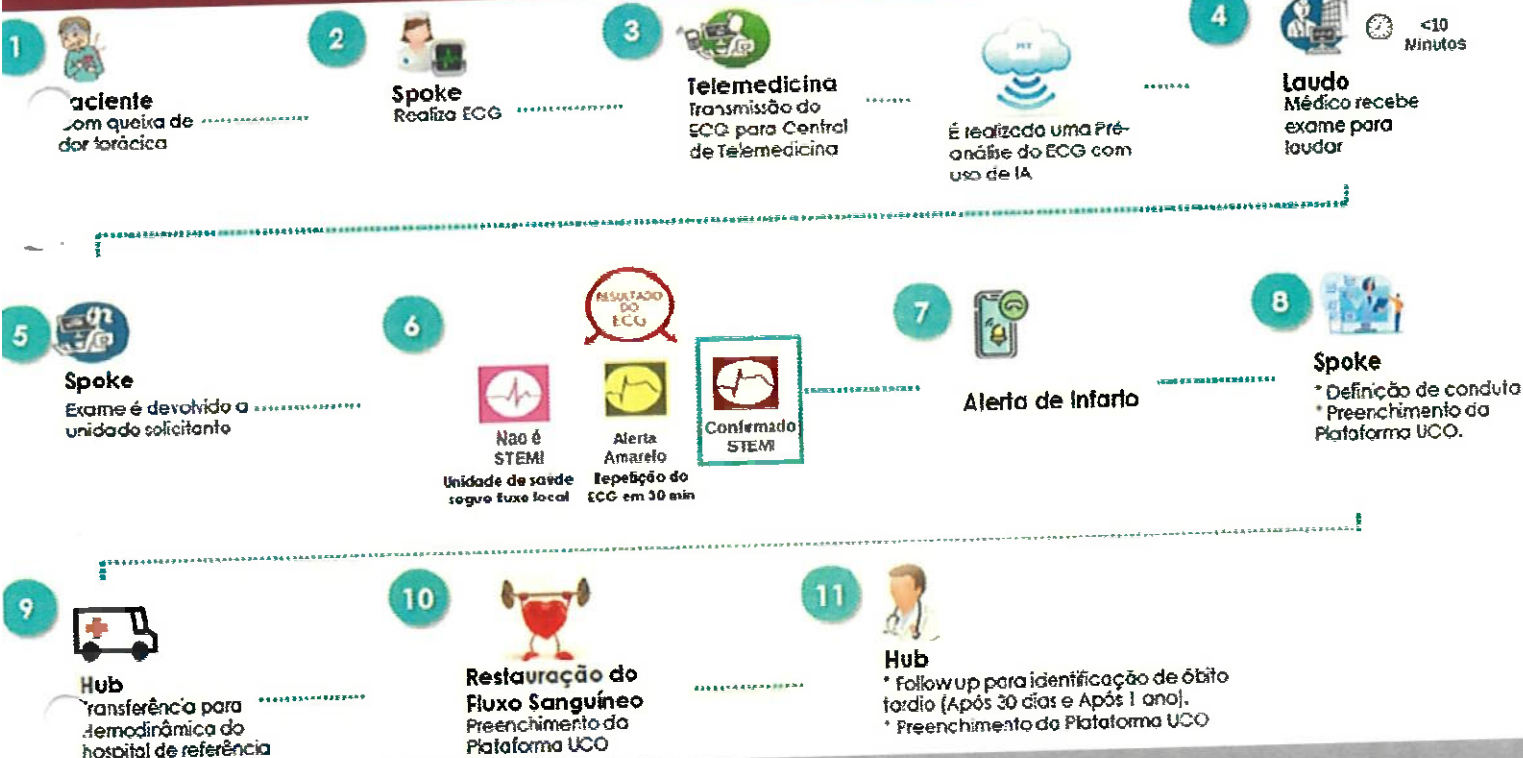 1
aciente
com queixa de
dor torácica
2
Spoke
Realiza ECG
3
Telemedicina
Transmissão do
ECG para Central
de Telemedicina
É realizada uma Pré-
análise do ECG com
uso de IA
4
<10
Minutos
Laudo
Médico recebe
exame para
laudar
5
Spoke
Exame é devolvido a
unidade solicitante
6
RESULTADO
DO
ECG
Nao é
STEMI
Unidade de saúde
segue fluxo local
Alerta
Amarelo
Repetição do
ECG em 30 min
Confirmado
STEMI
7
Alerta de Infarto
8
Spoke
* Definição de conduta
* Preenchimento da
Plataforma UCO.
9
Hub
Transferência para
Hemodinâmica do
hospital de referência
10
Restauração do
Fluxo Sanguíneo
Preenchimento da
Plataforma UCO
11
Hub
* Follow up para identificação de óbito
tardio (Após 30 dias e Após 1 ano).
* Preenchimento da Plataforma UCO